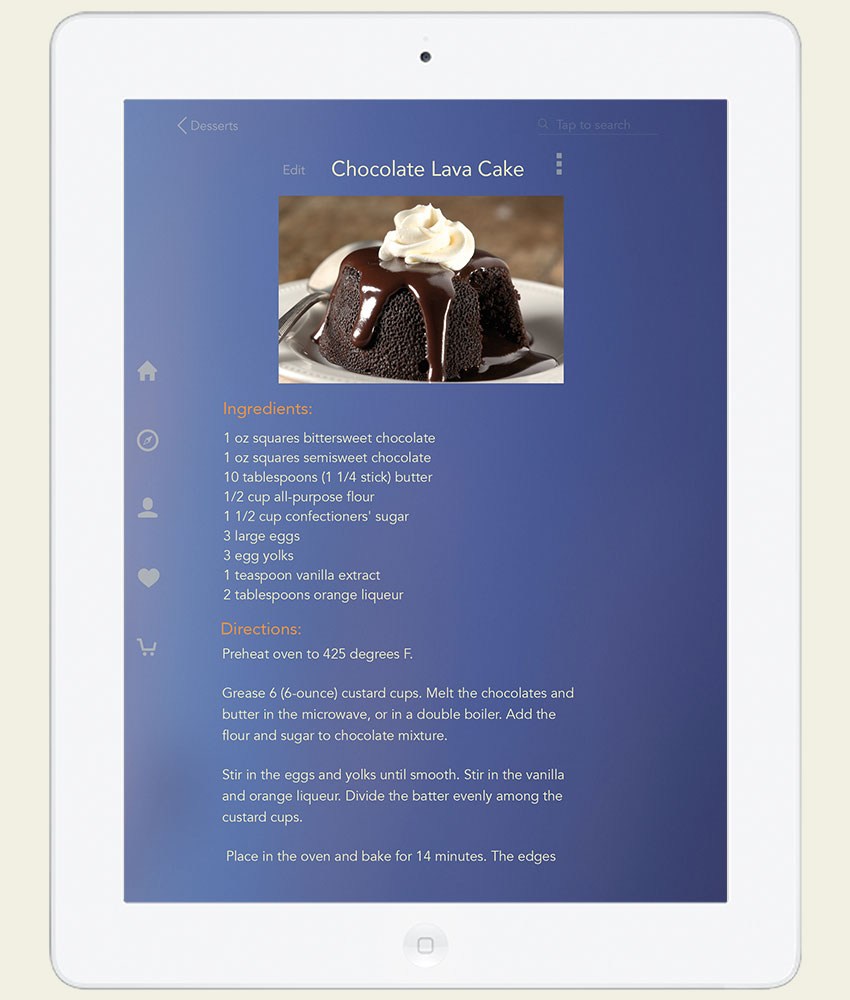 Desserts
Tap to search
Edit
Chocolate Lava Cake
Ingredients:
1 oz squares bittersweet chocolate
1 oz squares semisweet chocolate
10 tablespoons (1 1/4 stick) butter
1/2 cup all-purpose flour
1 1/2 cup confectioners' sugar
3 large eggs
3 egg yolks
1 teaspoon vanilla extract
2 tablespoons orange liqueur
Directions:
Preheat oven to 425 degrees F.
Grease 6 (6-ounce) custard cups. Melt the chocolates and
butter in the microwave, or in a double boiler. Add the
flour and sugar to chocolate mixture.
Stir in the eggs and yolks until smooth. Stir in the vanilla
and orange liqueur. Divide the batter evenly among the
custard cups.
Place in the oven and bake for 14 minutes. The edges